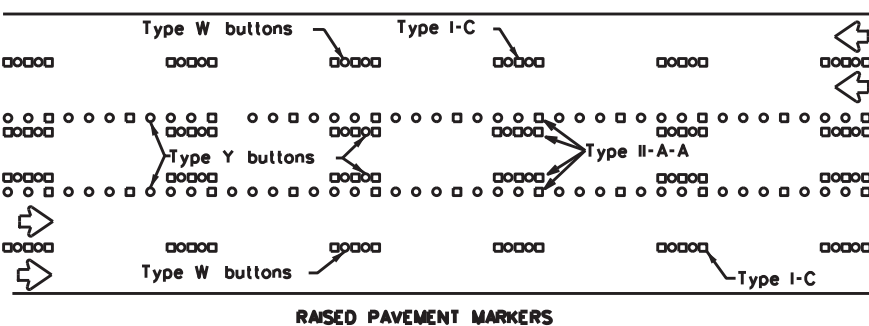 Type W buttons
Type I-C
Type Y buttons
Type II-A-A
Type W buttons
Type I-C
RAISED PAVEMENT MARKERS